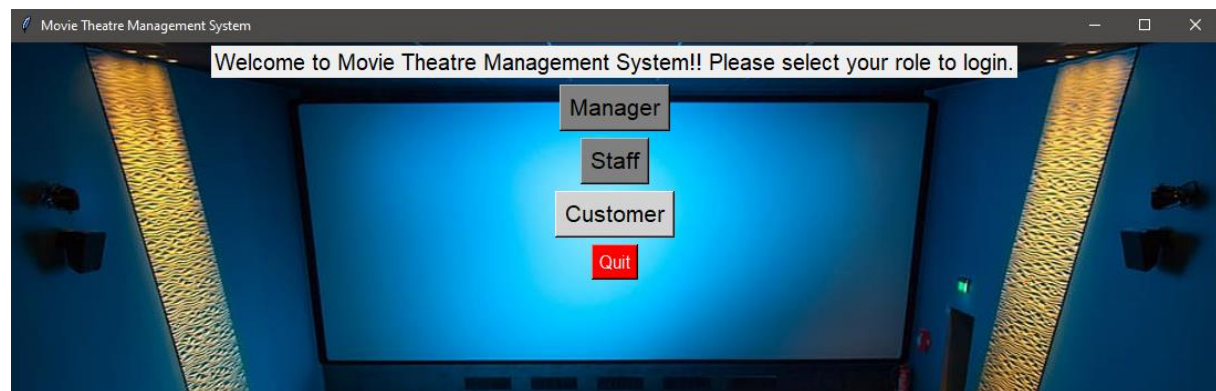 Movie Theatre Management System
Welcome to Movie Theatre Management System!! Please select your role to login.
Manager
Staff
Customer
Quit